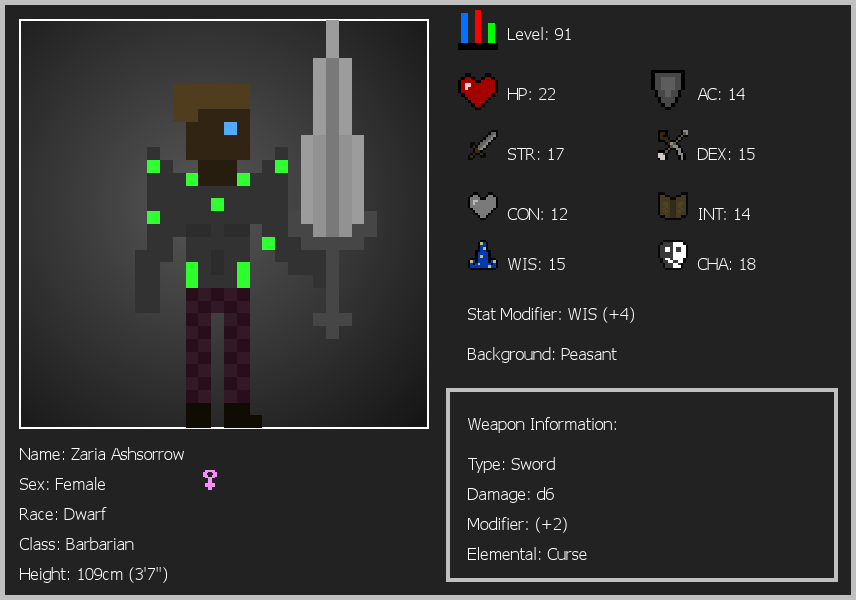 Level: 91
HP: 22
AC: 14
STR: 17
DEX: 15
CON: 12
INT: 14
WIS: 15
CHA: 18
Stat Modifier: WIS (+4)
Background: Peasant
Weapon Information:
Type: Sword
Damage: d6
Modifier: (+2)
Elemental: Curse
Name: Zaria Ashsorrow
Sex: Female
Race: Dwarf
Class: Barbarian
Height: 109cm (3'7")